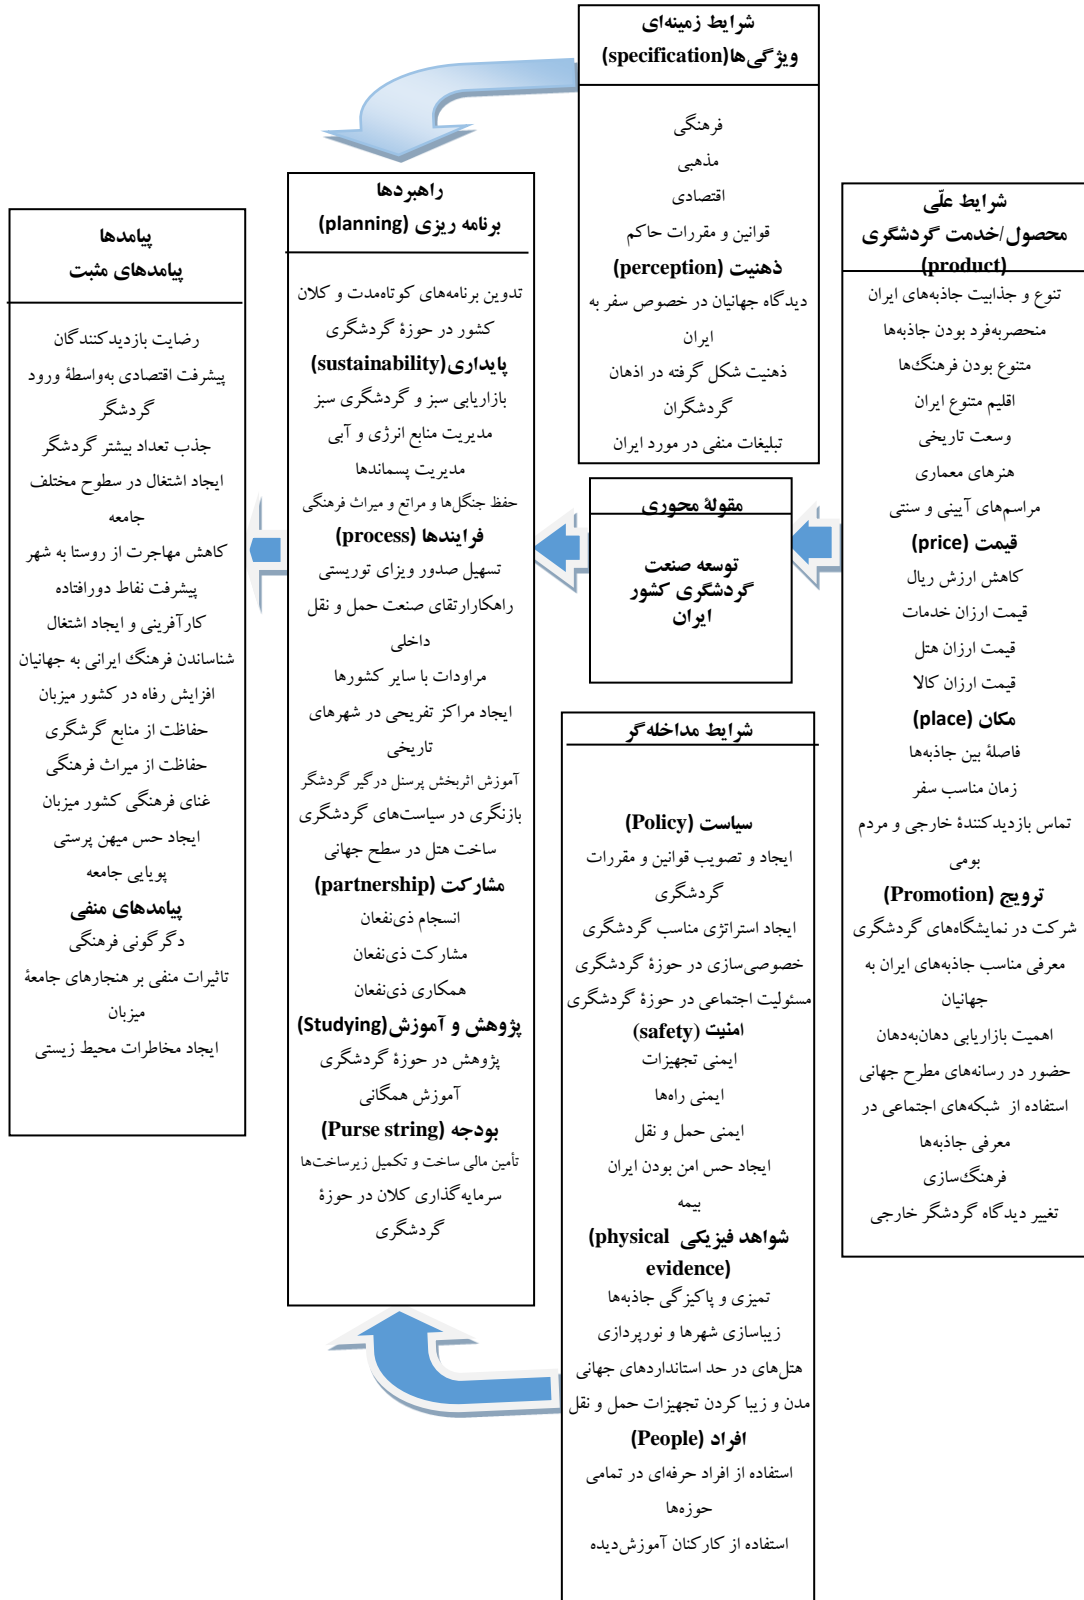 شرایط زمینه‌ای
ویژگی‌ها(specification)
فرهنگی
مذهبی
اقتصادی
قوانین و مقررات حاکم
ذهنیت (perception)
دیدگاه جهانیان در خصوص سفر به
ایران
ذهنیت شکل گرفته در اذهان
گردشگران
تبلیغات منفی در مورد ایران
شرایط علّی
محصول/خدمت گردشگری
(product)
تنوع و جذابیت جاذبه‌های ایران
منحصربه‌فرد بودن جاذبه‌ها
متنوع بودن فرهنگ‌ها
اقلیم متنوع ایران
وسعت تاریخی
هنرهای معماری
مراسم‌های آیینی و سنتی
قیمت (price)
کاهش ارزش ریال
قیمت ارزان خدمات
قیمت ارزان هتل
قیمت ارزان کالا
مکان (place)
فاصلۀ بین جاذبه‌ها
زمان مناسب سفر
تماس بازدیدکنندۀ خارجی و مردم
بومی
ترویج (Promotion)
شرکت در نمایشگاه‌های گردشگری
معرفی مناسب جاذبه‌های ایران به
جهانیان
اهمیت بازاریابی دهان‌به‌دهان
حضور در رسانه‌های مطرح جهانی
استفاده از شبکه‌های اجتماعی در
معرفی جاذبه‌ها
فرهنگ‌سازی
تغییر دیدگاه گردشگر خارجی
مقولۀ محوری
توسعه صنعت
گردشگری کشور
ایران
شرایط مداخله‌گر
سیاست (Policy)
ایجاد و تصویب قوانین و مقررات
گردشگری
ایجاد استراتژی مناسب گردشگری
خصوصی‌سازی در حوزۀ گردشگری
مسئولیت اجتماعی در حوزۀ گردشگری
امنیت (safety)
ایمنی تجهیزات
ایمنی راه‌ها
ایمنی حمل و نقل
ایجاد حس امن بودن ایران
بیمه
شواهد فیزیکی (physical
evidence)
تمیزی و پاکیزگی جاذبه‌ها
زیباسازی شهرها و نورپردازی
هتل‌های در حد استانداردهای جهانی
مدن و زیبا کردن تجهیزات حمل و نقل
افراد (People)
استفاده از افراد حرفه‌ای در تمامی
حوزه‌ها
استفاده از کارکنان آموزش‌دیده
راهبردها
برنامه ریزی (planning)
تدوین برنامه‌های کوتاه‌مدت و کلان
کشور در حوزۀ گردشگری
پایداری(sustainability)
بازاریابی سبز و گردشگری سبز
مدیریت منابع انرژی و آبی
مدیریت پسماندها
حفظ جنگل‌ها و مراتع و میراث فرهنگی
فرایندها (process)
تسهیل صدور ویزای توریستی
راهکارارتقای صنعت حمل و نقل
داخلی
مراودات با سایر کشورها
ایجاد مراکز تفریحی در شهرهای
تاریخی
آموزش اثربخش پرسنل درگیر گردشگر
بازنگری در سیاست‌های گردشگری
ساخت هتل در سطح جهانی
مشارکت (partnership)
انسجام ذی‌نفعان
مشارکت ذی‌نفعان
همکاری ذی‌نفعان
پژوهش و آموزش(Studying)
پژوهش در حوزۀ گردشگری
آموزش همگانی
بودجه (Purse string)
تأمین مالی ساخت و تکمیل زیرساخت‌ها
سرمایه‌گذاری کلان در حوزۀ
گردشگری
پیامدها
پیامدهای مثبت
رضایت بازدیدکنندگان
پیشرفت اقتصادی به‌واسطۀ ورود
گردشگر
جذب تعداد بیشتر گردشگر
ایجاد اشتغال در سطوح مختلف
جامعه
کاهش مهاجرت از روستا به شهر
پیشرفت نقاط دورافتاده
کارآفرینی و ایجاد اشتغال
شناساندن فرهنگ ایرانی به جهانیان
افزایش رفاه در کشور میزبان
حفاظت از منابع گرشگری
حفاظت از میراث فرهنگی
غنای فرهنگی کشور میزبان
ایجاد حس میهن پرستی
پویایی جامعه
پیامدهای منفی
دگرگونی فرهنگی
تاثیرات منفی بر هنجارهای جامعۀ
میزبان
ایجاد مخاطرات محیط زیستی